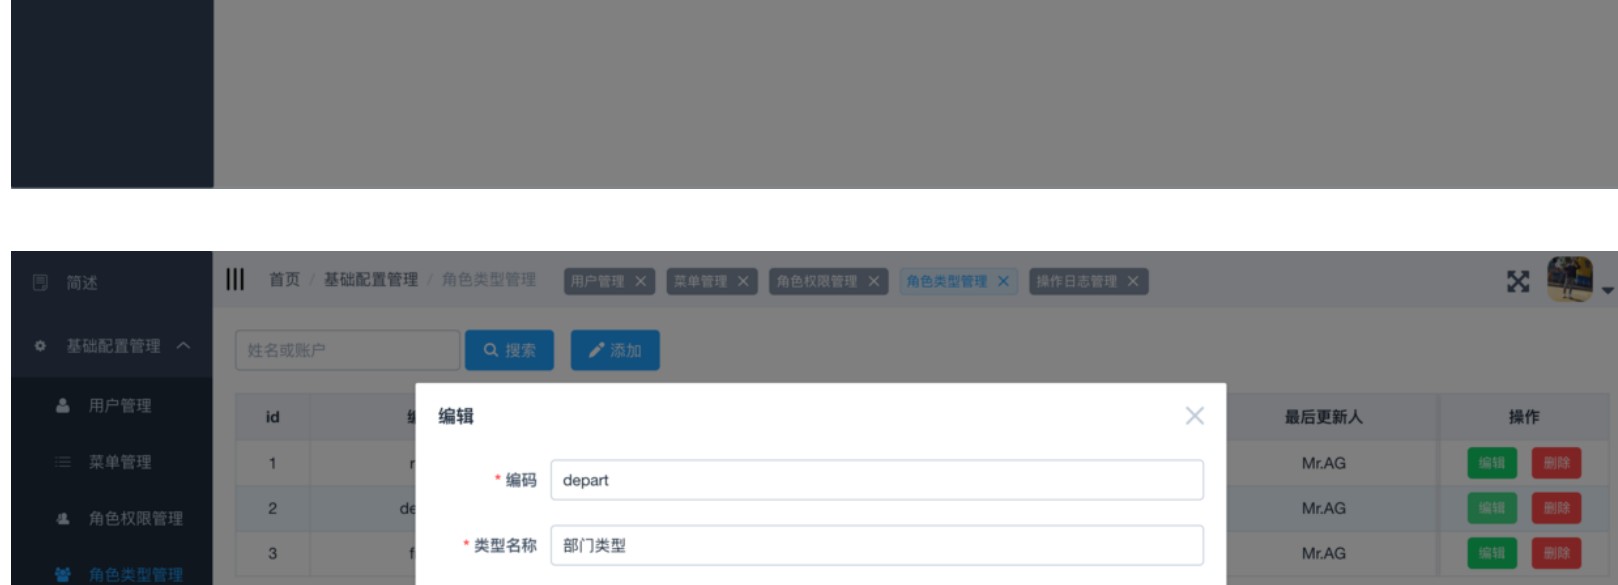 简述
首页 / 基础配置管理 / 角色类型管理 用户管理 菜单管理 角色权限管理 角色类型管理 操作日志管理
基础配置管理
姓名或账户 搜索 添加
用户管理
编辑
id 最后更新人 操作
菜单管理
1 Mr.AG 编辑 删除
* 编码 depart
角色权限管理
2 de Mr.AG 编辑 删除
* 类型名称 部门类型
3 Mr.AG 编辑 删除
角色类型管理